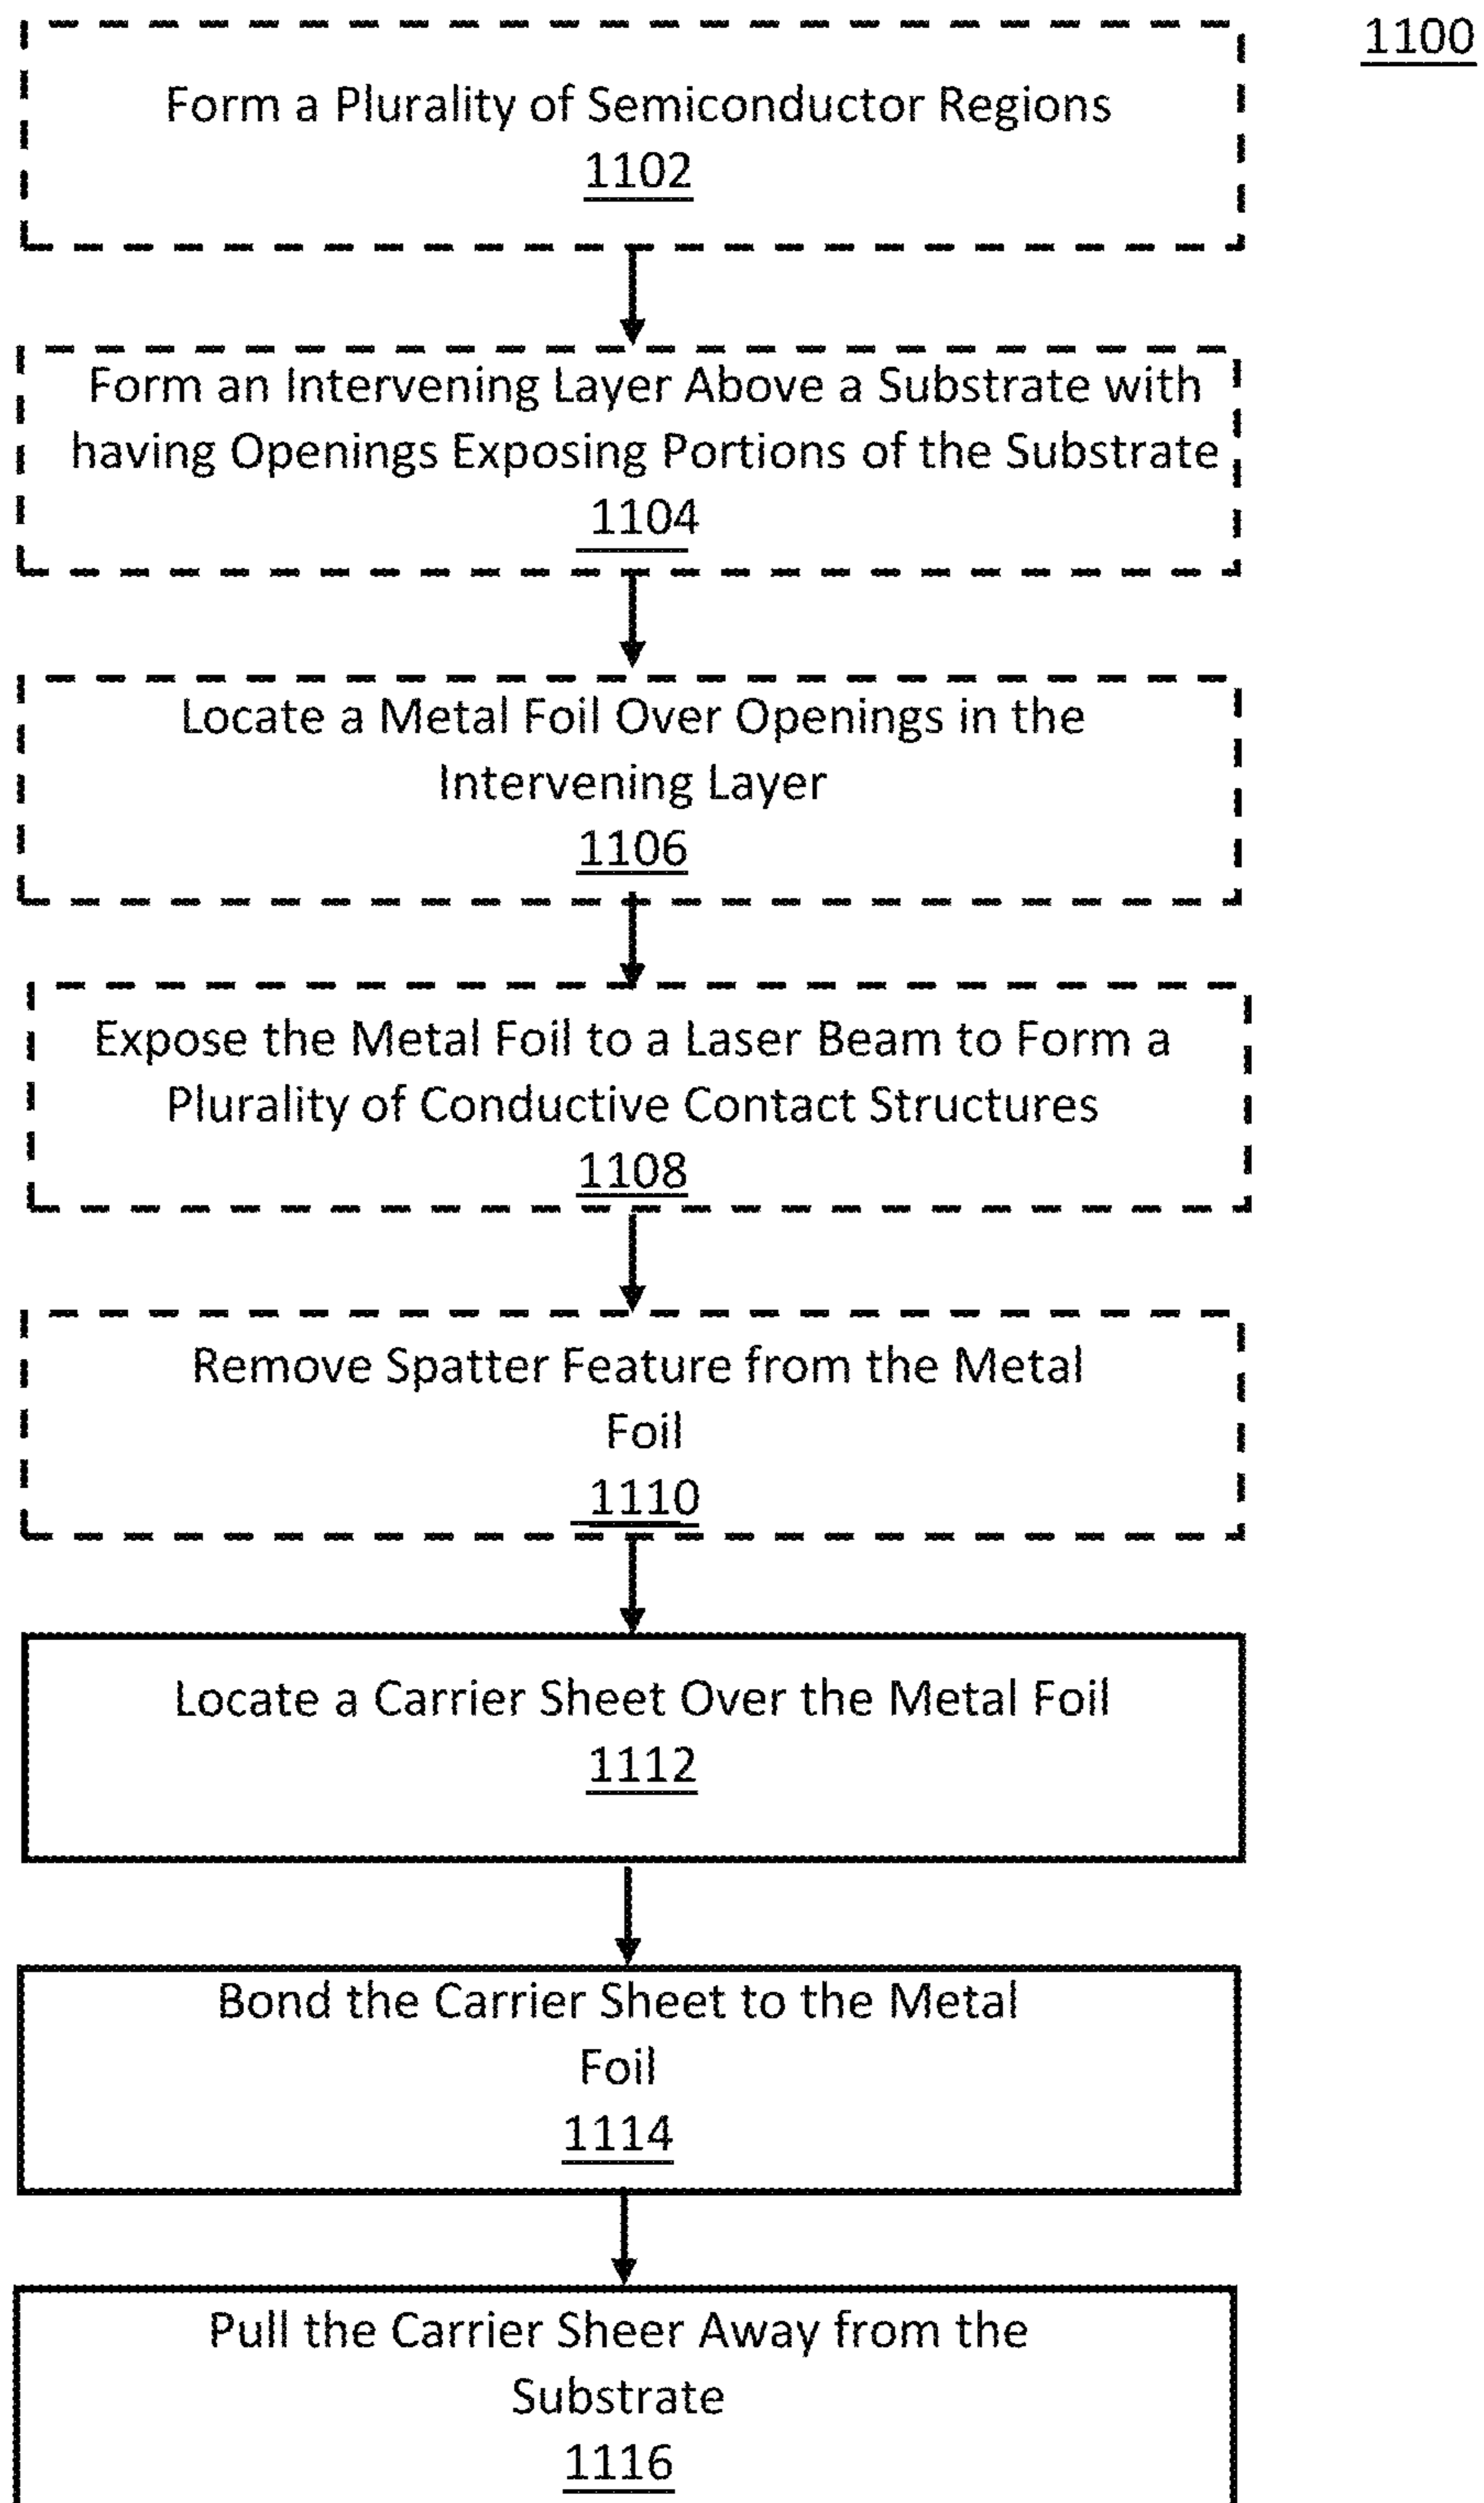 1100
Form a Plurality of Semiconductor Regions
1102
Form an Intervening Layer Above a Substrate with
having Openings Exposing Portions of the Substrate
1104
Locate a Metal Foil Over Openings in the
Intervening Layer
1106
Expose the Metal Foil to a Laser Beam to Form a
Plurality of Conductive Contact Structures
1108
Remove Spatter Feature from the Metal
Foil
1110
Locate a Carrier Sheet Over the Metal Foil
1112
Bond the Carrier Sheet to the Metal
Foil
1114
Pull the Carrier Sheer Away from the
Substrate
1116